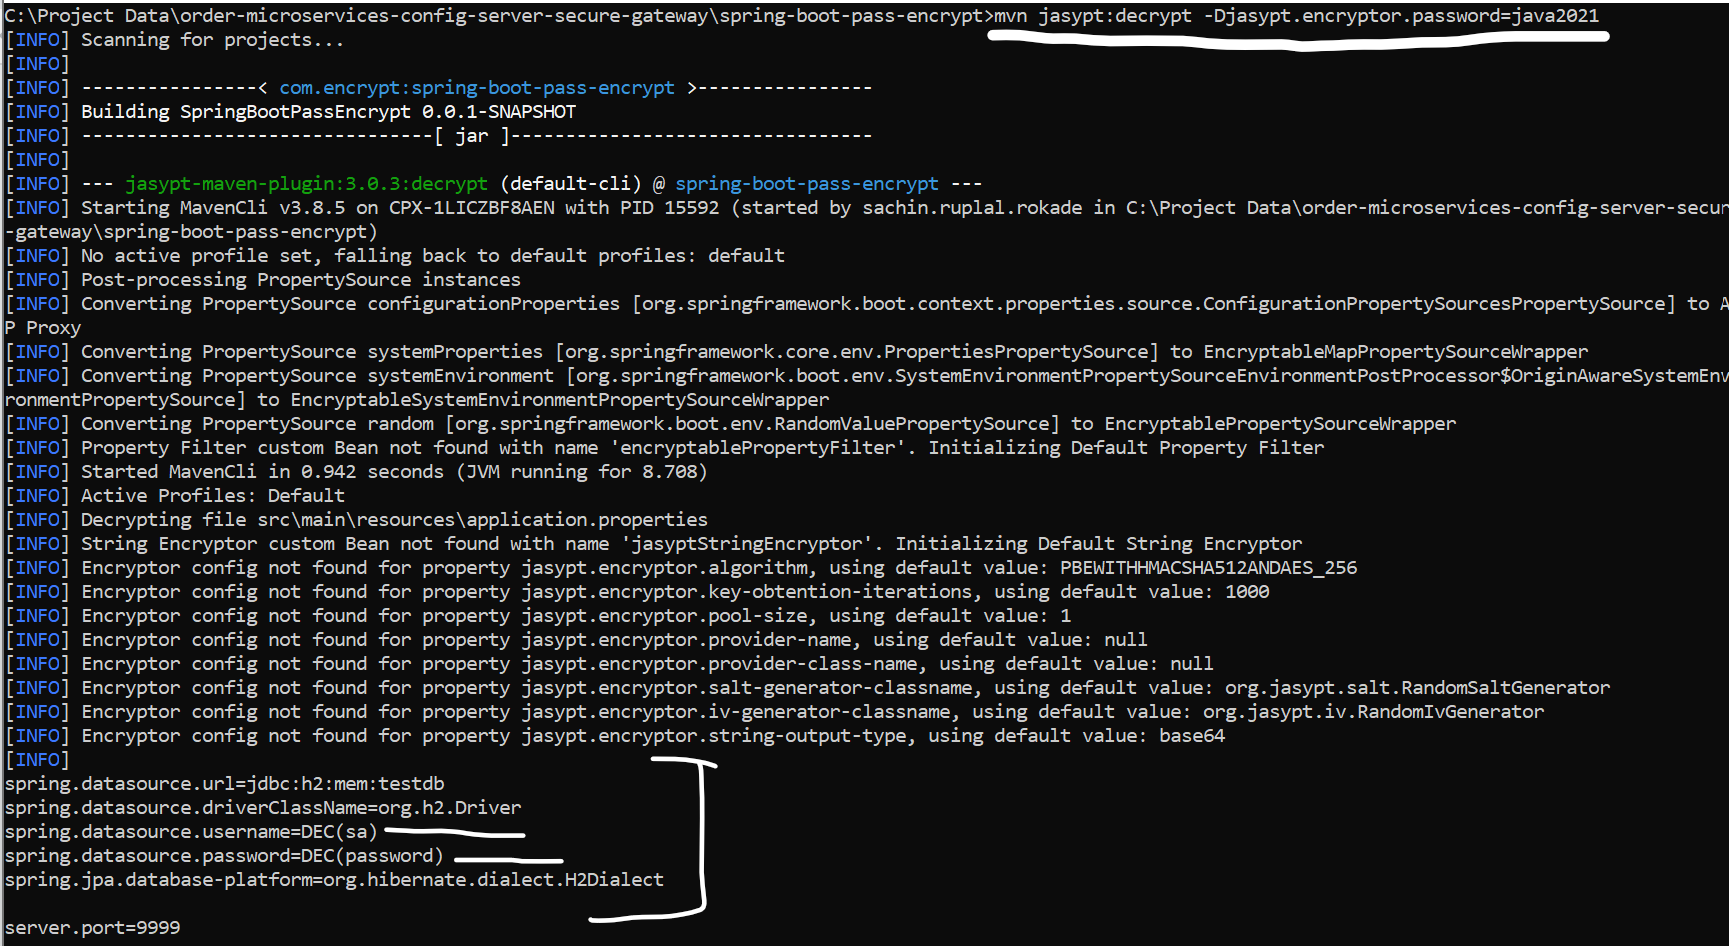 C:\Project Data\order-microservices-config-server-secure-gateway\spring-boot-pass-encrypt>mvn jasypt:decrypt -Djasypt.encryptor.password=java2021
[INFO] Scanning for projects...
[INFO]
[INFO] ----------------< com.encrypt:spring-boot-pass-encrypt >----------------
[INFO] Building SpringBootPassEncrypt 0.0.1-SNAPSHOT
[INFO] --------------------------------[ jar ]---------------------------------
[INFO]
[INFO] --- jasypt-maven-plugin:3.0.3:decrypt (default-cli) @ spring-boot-pass-encrypt ---
[INFO] Starting MavenCli v3.8.5 on CPX-1LICZBF8AEN with PID 15592 (started by sachin.ruplal.rokade in C:\Project Data\order-microservices-config-server-secur
-gateway\spring-boot-pass-encrypt)
[INFO] No active profile set, falling back to default profiles: default
[INFO] Post-processing PropertySource instances
[INFO] Converting PropertySource configurationProperties [org.springframework.boot.context.properties.source.ConfigurationPropertySourcesPropertySource] to A
P Proxy
[INFO] Converting PropertySource systemProperties [org.springframework.core.env.PropertiesPropertySource] to EncryptableMapPropertySourceWrapper
[INFO] Converting PropertySource systemEnvironment [org.springframework.boot.env.SystemEnvironmentPropertySourceEnvironmentPostProcessor$OriginAwareSystemEnv
ronmentPropertySource] to EncryptableSystemEnvironmentPropertySourceWrapper
[INFO] Converting PropertySource random [org.springframework.boot.env.RandomValuePropertySource] to EncryptablePropertySourceWrapper
[INFO] Property Filter custom Bean not found with name 'encryptablePropertyFilter'. Initializing Default Property Filter
[INFO] Started MavenCli in 0.942 seconds (JVM running for 8.708)
[INFO] Active Profiles: Default
[INFO] Decrypting file src\main\resources\application.properties
[INFO] String Encryptor custom Bean not found with name 'jasyptStringEncryptor'. Initializing Default String Encryptor
[INFO] Encryptor config not found for property jasypt.encryptor.algorithm, using default value: PBEWITHHMACSHA512ANDAES_256
[INFO] Encryptor config not found for property jasypt.encryptor.key-obtention-iterations, using default value: 1000
[INFO] Encryptor config not found for property jasypt.encryptor.pool-size, using default value: 1
[INFO] Encryptor config not found for property jasypt.encryptor.provider-name, using default value: null
[INFO] Encryptor config not found for property jasypt.encryptor.provider-class-name, using default value: null
[INFO] Encryptor config not found for property jasypt.encryptor.salt-generator-classname, using default value: org.jasypt.salt.RandomSaltGenerator
[INFO] Encryptor config not found for property jasypt.encryptor.iv-generator-classname, using default value: org.jasypt.iv.RandomIvGenerator
[INFO] Encryptor config not found for property jasypt.encryptor.string-output-type, using default value: base64
[INFO]
spring.datasource.url=jdbc:h2:mem:testdb
spring.datasource.driverClassName=org.h2.Driver
spring.datasource.username=DEC(sa)
spring.datasource.password=DEC(password)
spring.jpa.database-platform=org.hibernate.dialect.H2Dialect
server.port=9999